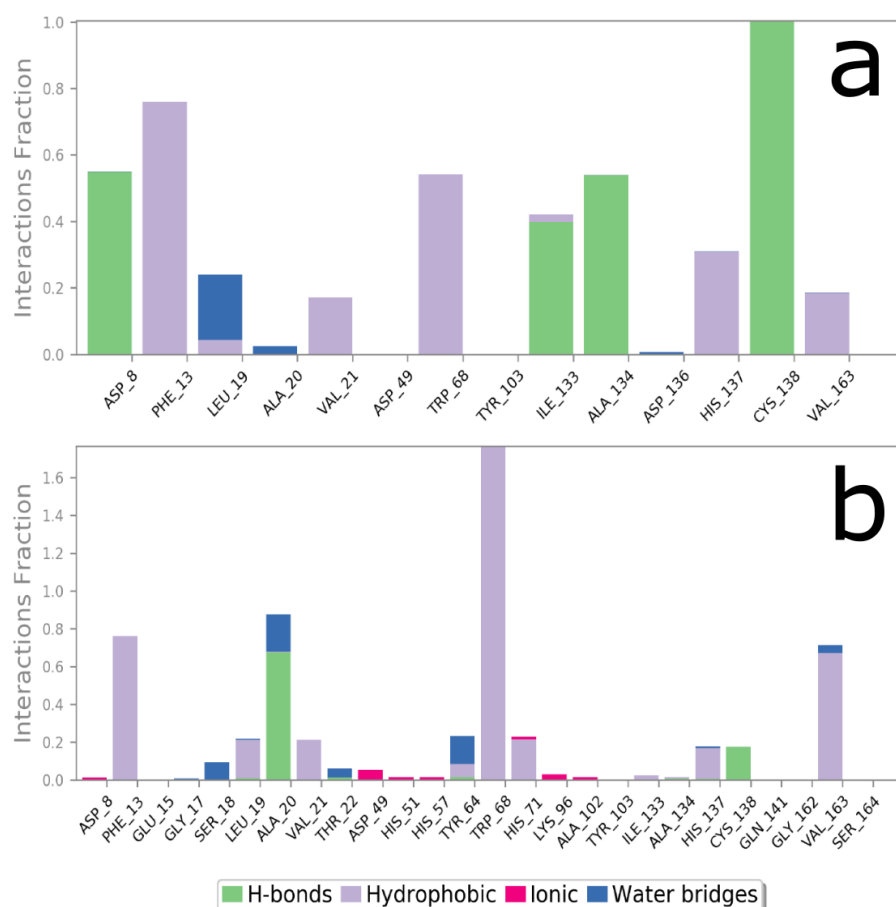 a
Interactions Fraction
1.0
0.8
0.6
0.4
0.2
0.0
ASP_8 PHE_13 LEU_19 ALA_20 VAL_21 ASP_49 TRP_68 TYR_103 ILE_133 ALA_134 ASP_136 HIS_137 CYS_138 VAL_163
b
Interactions Fraction
1.6
1.4
1.2
1.0
0.8
0.6
0.4
0.2
0.0
ASP_8 PHE_13 GLU_15 GLY_17 SER_18 LEU_19 ALA_20 VAL_21 THR_22 ASP_49 HIS_51 HIS_57 TYR_64 TRP_68 HIS_71 LYS_96 ALA_102 TYR_103 ILE_133 ALA_134 HIS_137 CYS_138 GLN_141 GLY_162 VAL_163 SER_164
H-bonds Hydrophobic Ionic Water bridges